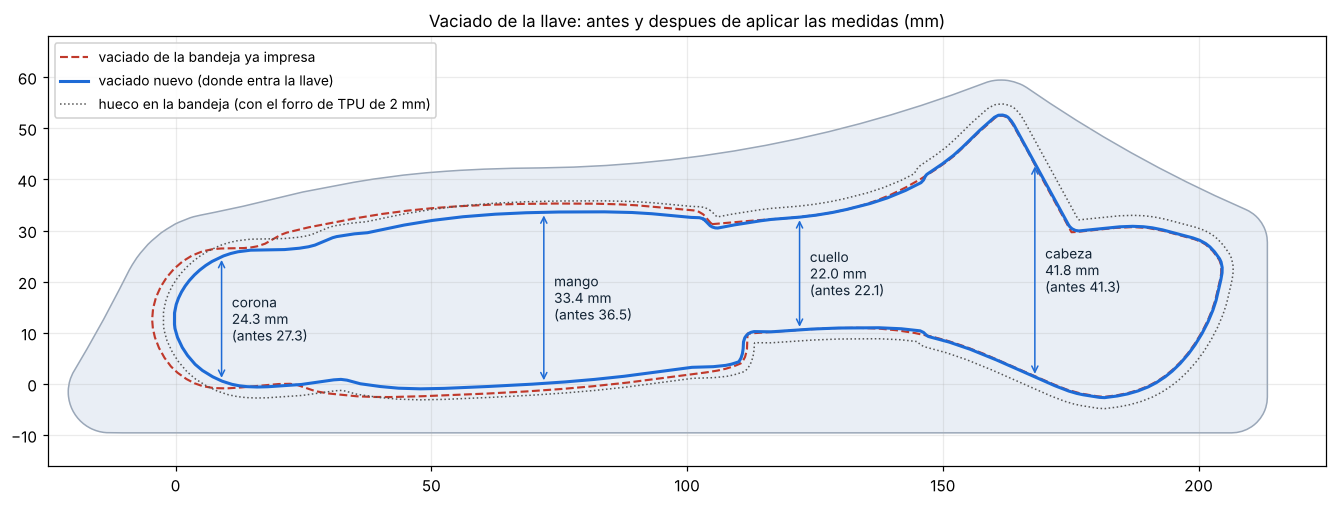 Vaciado de la llave: antes y despues de aplicar las medidas (mm)
vaciado de la bandeja ya impresa
vaciado nuevo (donde entra la llave)
hueco en la bandeja (con el forro de TPU de 2 mm)
60
50
40
30
20
10
0
−10
corona
24.3 mm
(antes 27.3)
mango
33.4 mm
(antes 36.5)
cuello
22.0 mm
(antes 22.1)
cabeza
41.8 mm
(antes 41.3)
0
50
100
150
200